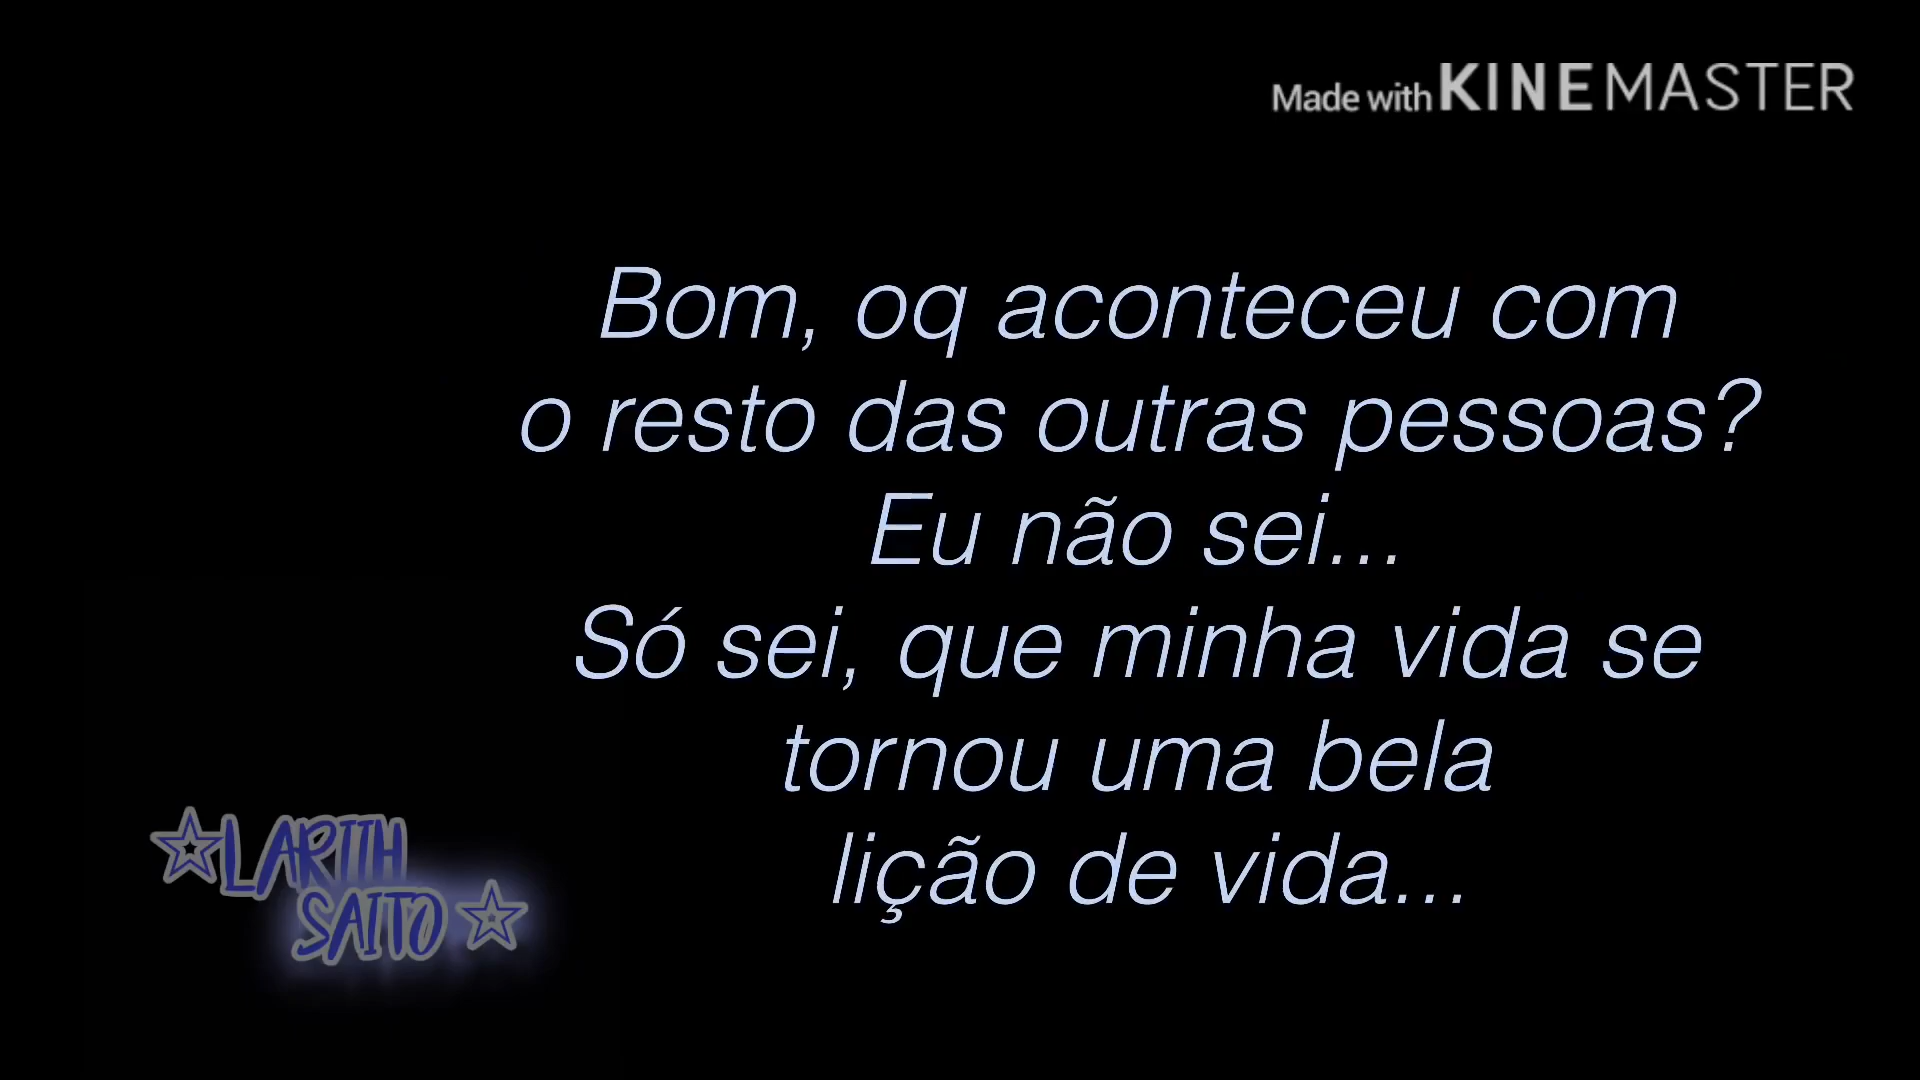 Made with KINEMASTER
Bom, oq aconteceu com
o resto das outras pessoas?
Eu não sei...
Só sei, que minha vida se
tornou uma bela
lição de vida...
☆LARITH
SAITO☆